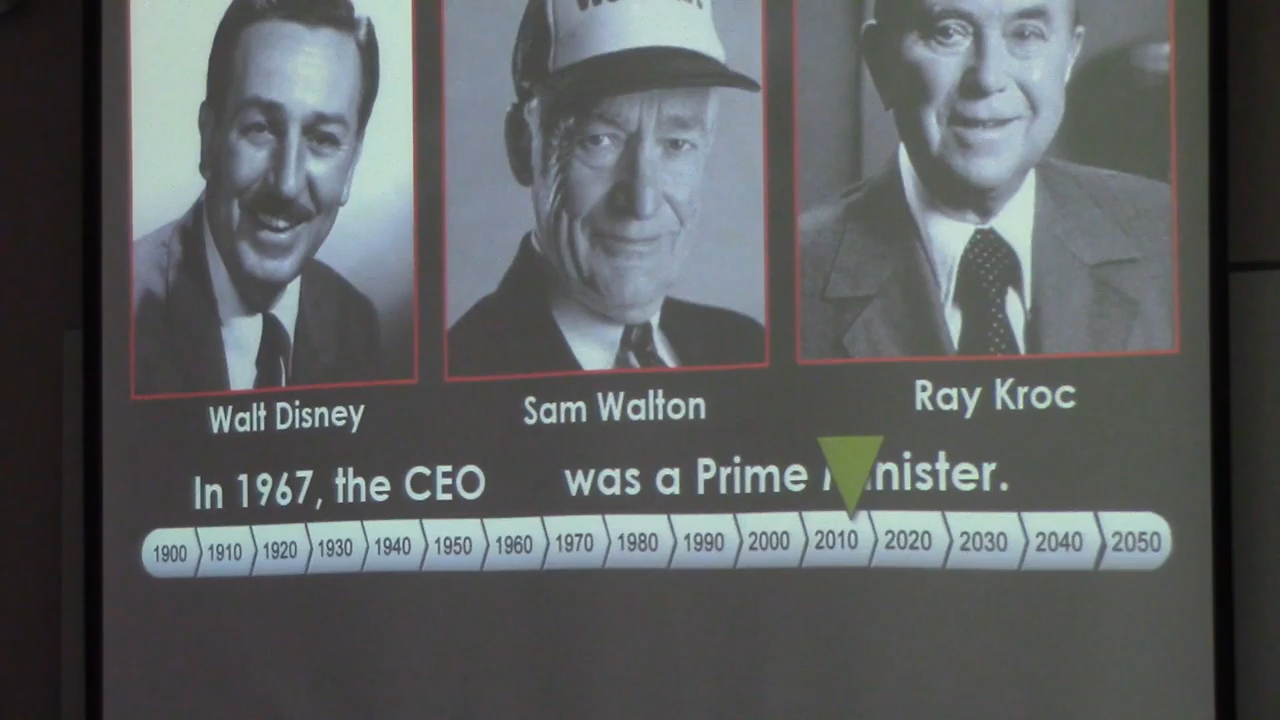 Walt Disney
Sam Walton
Ray Kroc
In 1967, the CEO was a Prime Minister.
1900 1910 1920 1930 1940 1950 1960 1970 1980 1990 2000 2010 2020 2030 2040 2050